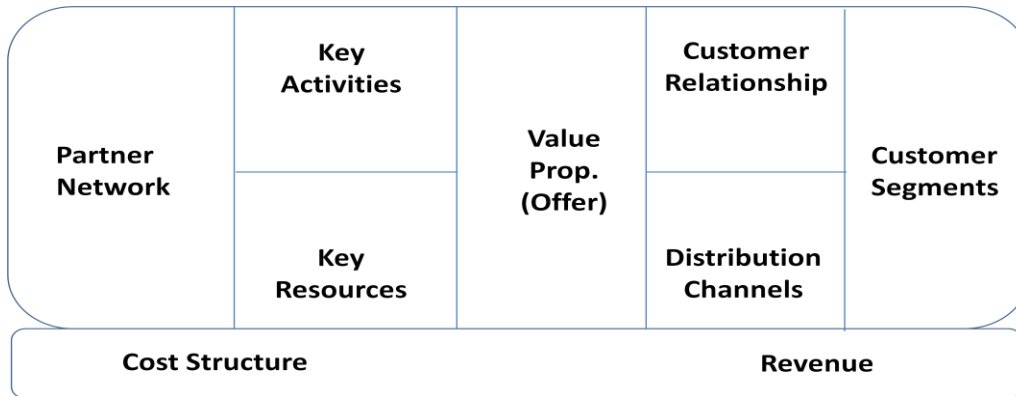 Partner
Network
Key
Activities
Key
Resources
Value
Prop.
(Offer)
Customer
Relationship
Distribution
Channels
Customer
Segments
Cost Structure
Revenue